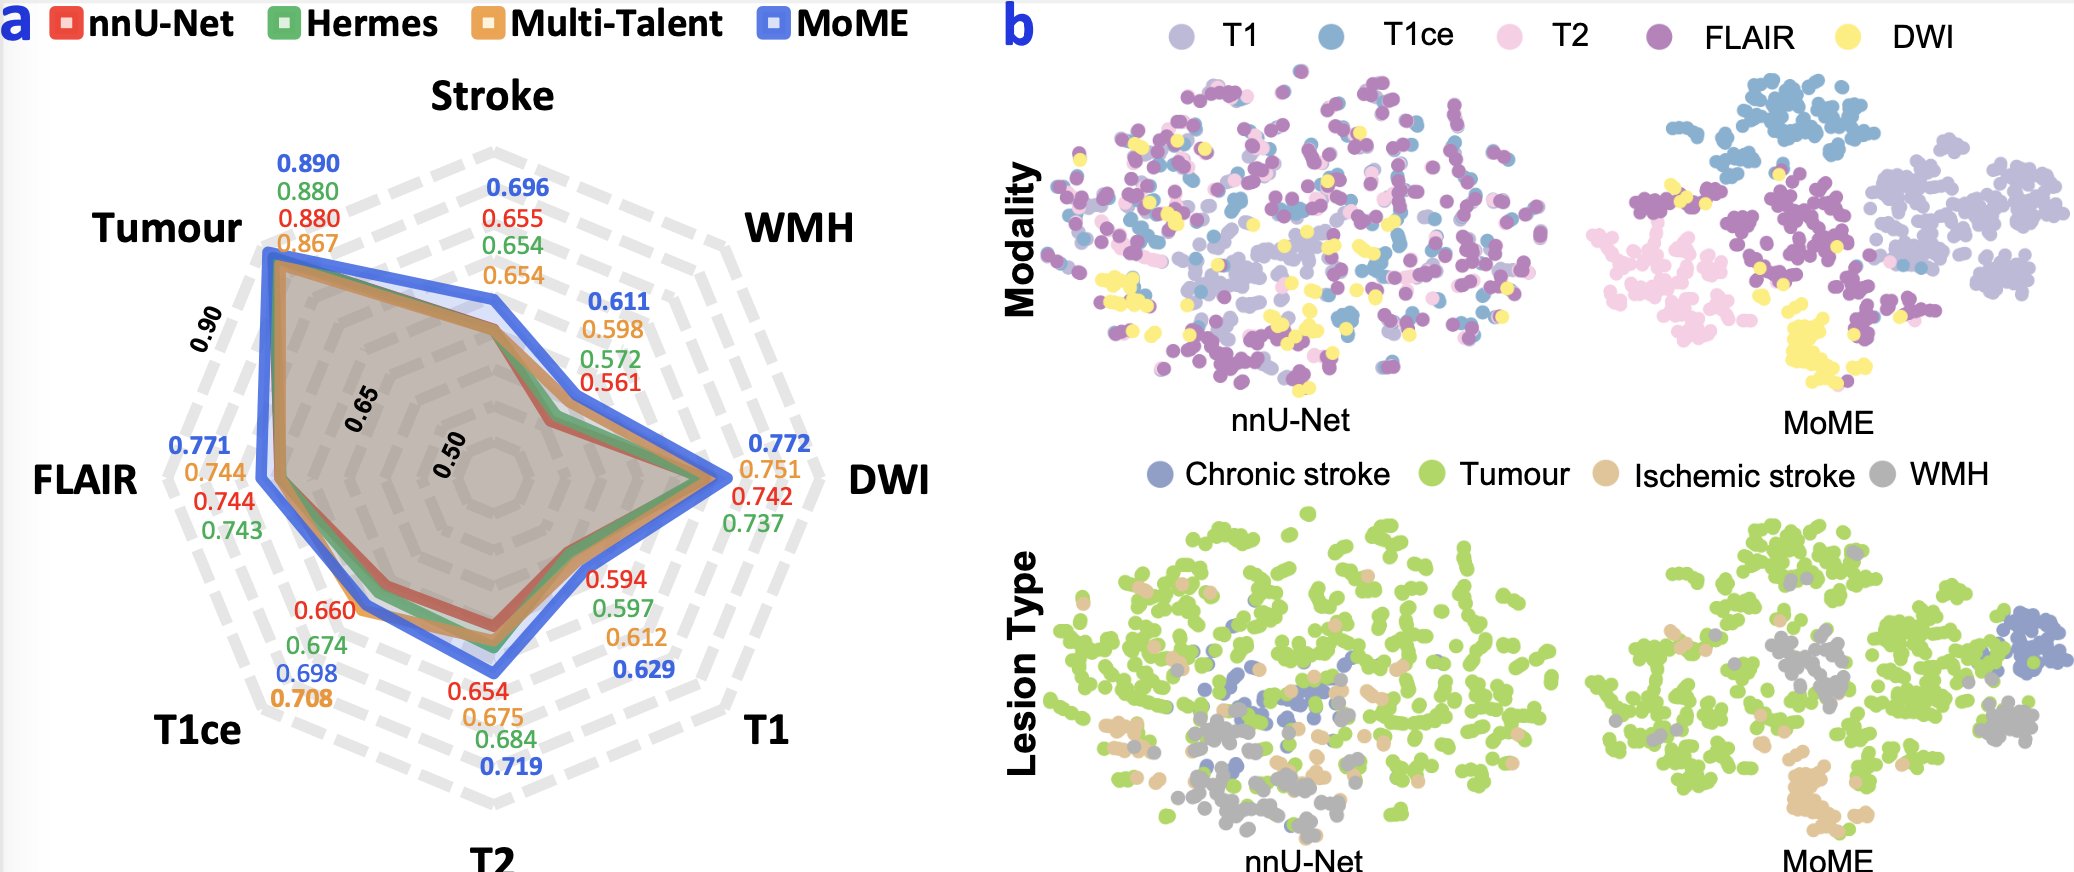 a nnU-Net Hermes Multi-Talent MoME
Stroke
0.890
0.880
0.880
0.867
Tumour
0.696
0.655
0.654
0.654
WMH
0.611
0.598
0.572
0.561
0.90
0.65
0.50
0.771
0.744
0.744
0.743
FLAIR
0.772
0.751
0.742
0.737
DWI
0.660
0.674
0.698
0.708
T1ce
0.594
0.597
0.612
0.629
T1
0.654
0.675
0.684
0.719
T2
b T1 T1ce T2 FLAIR DWI
Modality
nnU-Net MoME
Chronic stroke Tumour Ischemic stroke WMH
Lesion Type
nnU-Net MoME